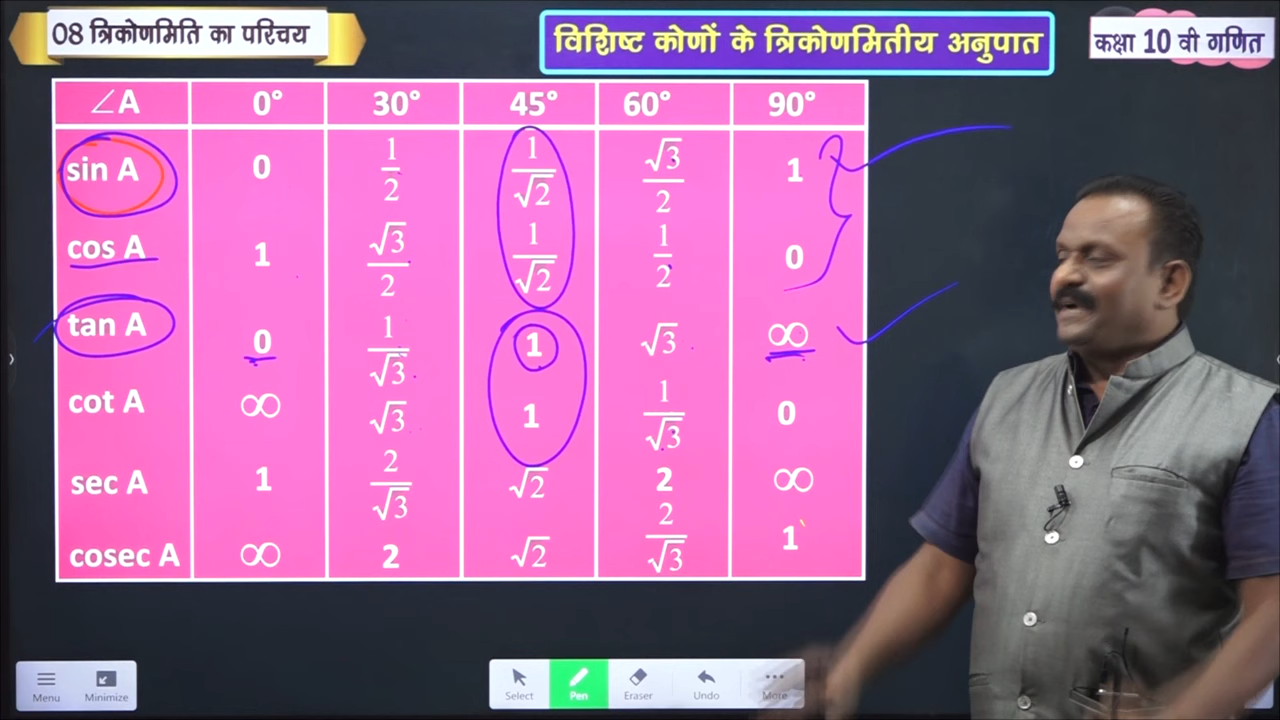 08 त्रिकोणमिति का परिचय
विशिष्ट कोणों के त्रिकोणमितीय अनुपात
कक्षा 10 वी गणित
∠A 0° 30° 45° 60° 90°
sin A 0 1/2 1/√2 √3/2 1
cos A 1 √3/2 1/√2 1/2 0
tan A 0 1/√3 1 √3 ∞
cot A ∞ √3 1 1/√3 0
sec A 1 2/√3 √2 2 ∞
cosec A ∞ 2 √2 2/√3 1
Menu Minimize Select Pen Eraser Undo More